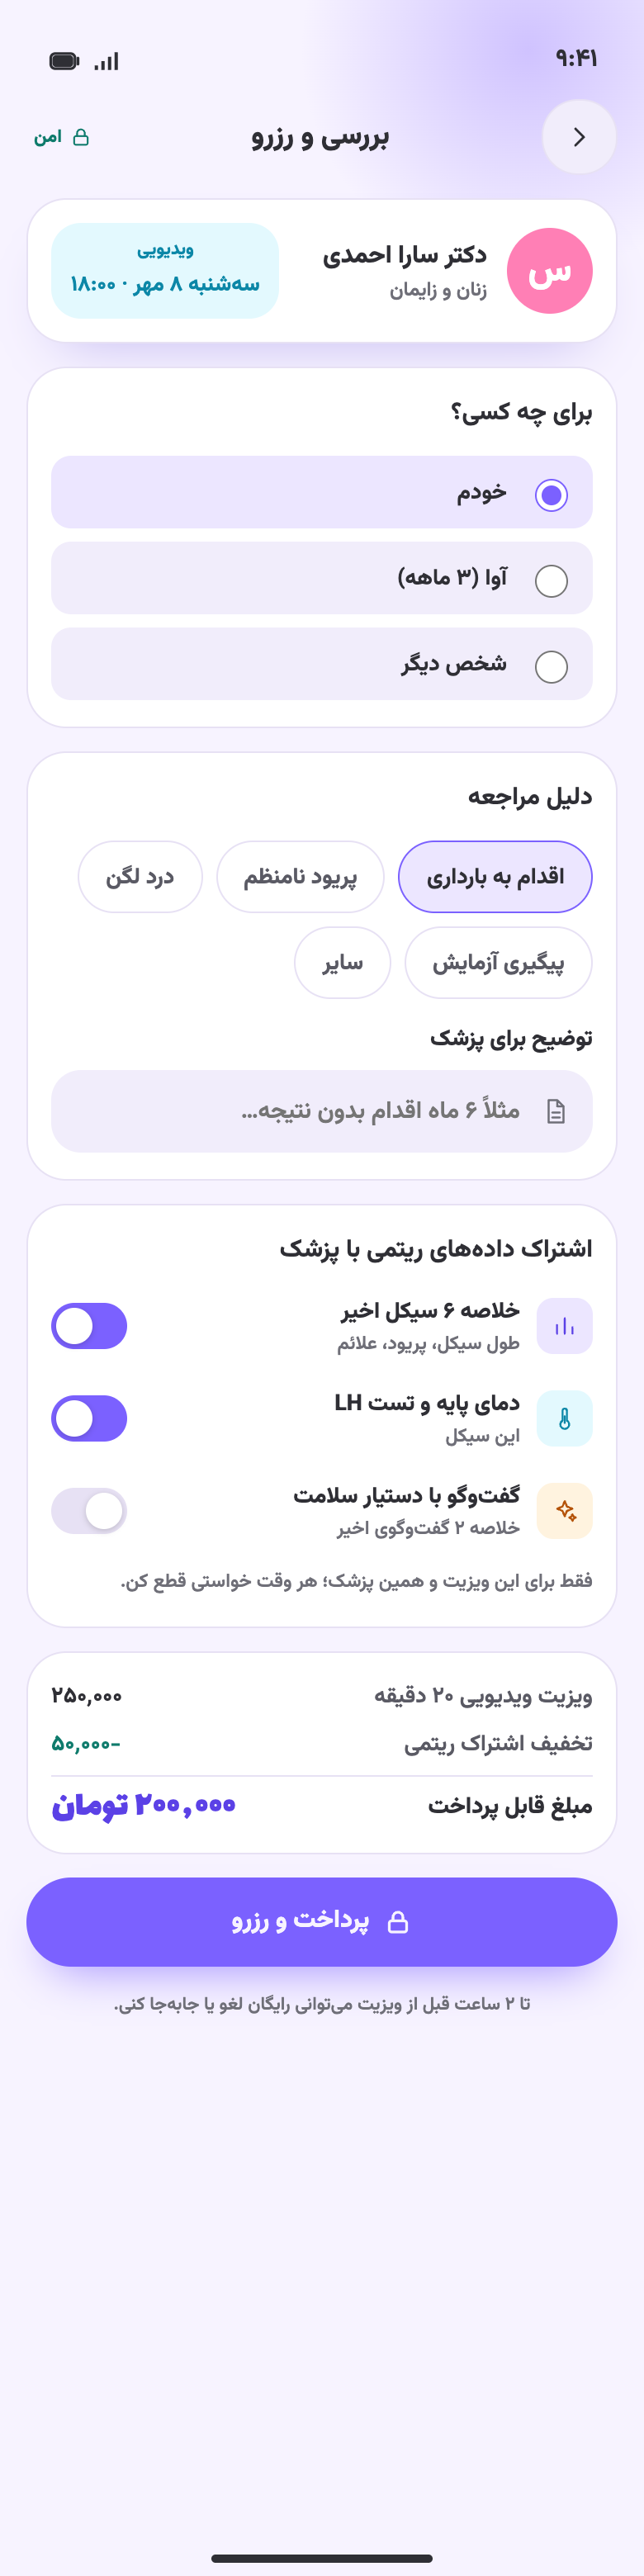 ۹:۴۱
بررسی و رزرو
امن
س
دکتر سارا احمدی
زنان و زایمان
ویدیویی
سه‌شنبه ۸ مهر · ۱۸:۰۰
برای چه کسی؟
خودم
آوا (۳ ماهه)
شخص دیگر
دلیل مراجعه
اقدام به بارداری
پریود نامنظم
درد لگن
پیگیری آزمایش
سایر
توضیح برای پزشک
مثلاً ۶ ماه اقدام بدون نتیجه…
اشتراک داده‌های ریتمی با پزشک
خلاصه ۶ سیکل اخیر
طول سیکل، پریود، علائم
دمای پایه و تست LH
این سیکل
گفت‌وگو با دستیار سلامت
خلاصه ۲ گفت‌وگوی اخیر
فقط برای این ویزیت و همین پزشک؛ هر وقت خواستی قطع کن.
ویزیت ویدیویی ۲۰ دقیقه
۲۵۰,۰۰۰
تخفیف اشتراک ریتمی
−۵۰,۰۰۰
مبلغ قابل پرداخت
۲۰۰,۰۰۰ تومان
پرداخت و رزرو
تا ۲ ساعت قبل از ویزیت می‌توانی رایگان لغو یا جابه‌جا کنی.